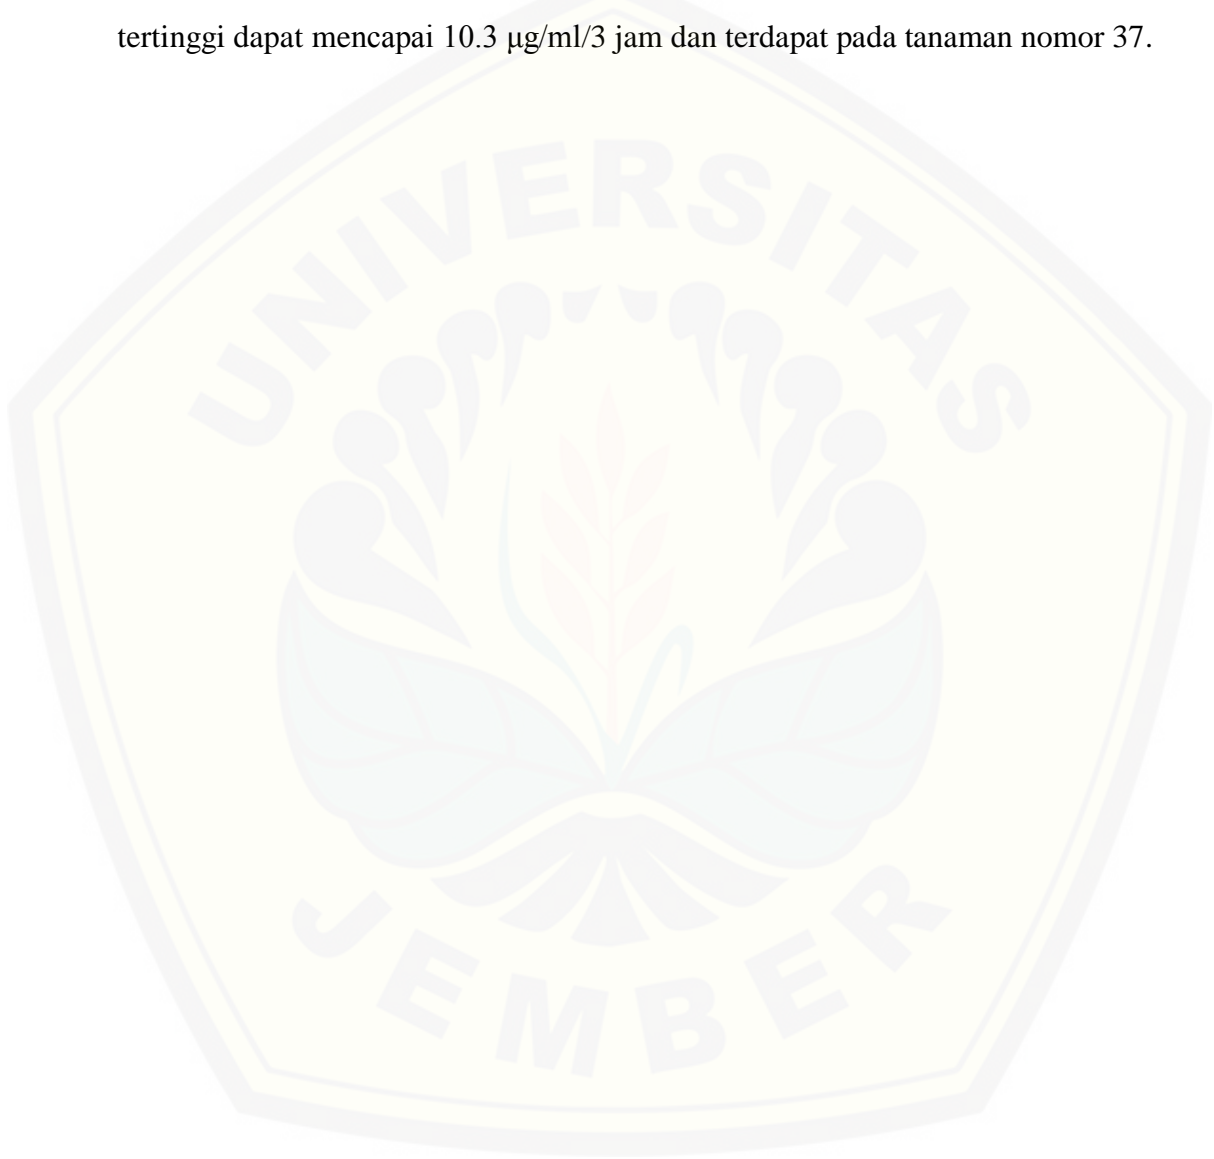 tertinggi dapat mencapai 10.3 µg/ml/3 jam dan terdapat pada tanaman nomor 37.
UNIVERSITAS
JEMBER